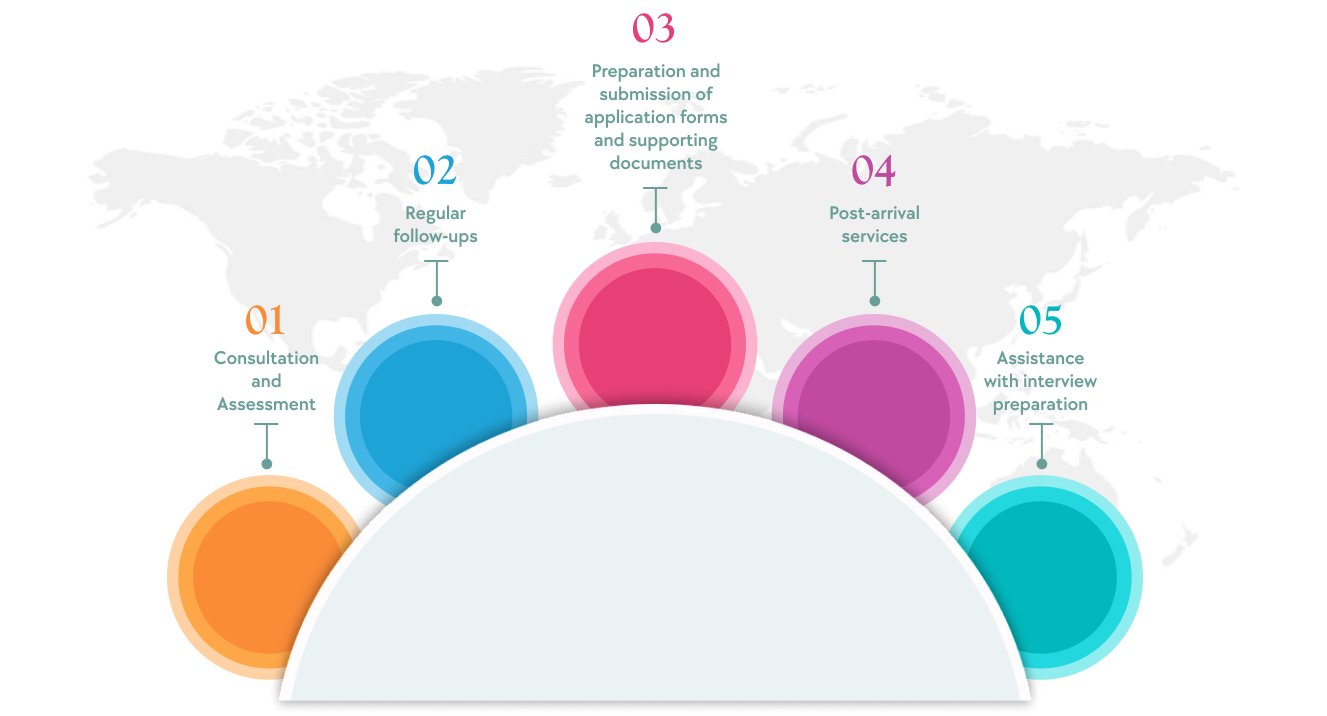 01
Consultation
and
Assessment
02
Regular
follow-ups
03
Preparation and
submission of
application forms
and supporting
documents
04
Post-arrival
services
05
Assistance
with interview
preparation